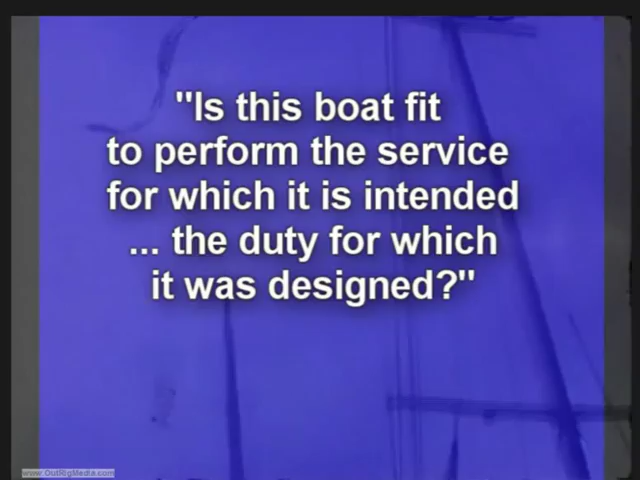 "Is this boat fit
to perform the service
for which it is intended
... the duty for which
it was designed?"
www.OutRigMedia.com